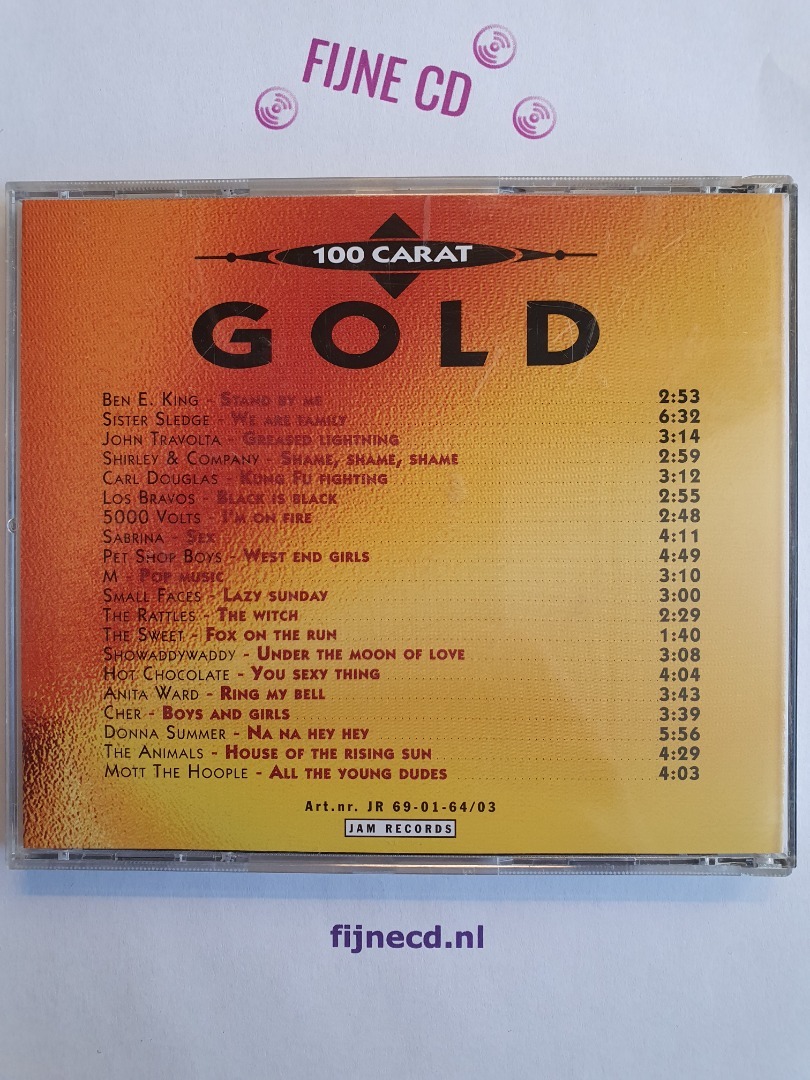 FIJNE CD
100 CARAT
GOLD
BEN E. KING - STAND BY ME 2:53
SISTER SLEDGE - WE ARE FAMILY 6:32
JOHN TRAVOLTA - GREASED LIGHTNING 3:14
SHIRLEY & COMPANY - SHAME, SHAME, SHAME 2:59
CARL DOUGLAS - KUNG FU FIGHTING 3:12
LOS BRAVOS - BLACK IS BLACK 2:55
5000 VOLTS - I'M ON FIRE 2:48
SABRINA - SEX 4:11
PET SHOP BOYS - WEST END GIRLS 4:49
M - POP MUSIC 3:10
SMALL FACES - LAZY SUNDAY 3:00
THE RATTLES - THE WITCH 2:29
THE SWEET - FOX ON THE RUN 1:40
SHOWADDYWADDY - UNDER THE MOON OF LOVE 3:08
HOT CHOCOLATE - YOU SEXY THING 4:04
ANITA WARD - RING MY BELL 3:43
CHER - BOYS AND GIRLS 3:39
DONNA SUMMER - NA NA HEY HEY 5:56
THE ANIMALS - HOUSE OF THE RISING SUN 4:29
MOTT THE HOOPLE - ALL THE YOUNG DUDES 4:03
Art.nr. JR 69-01-64/03
JAM RECORDS
fijnecd.nl